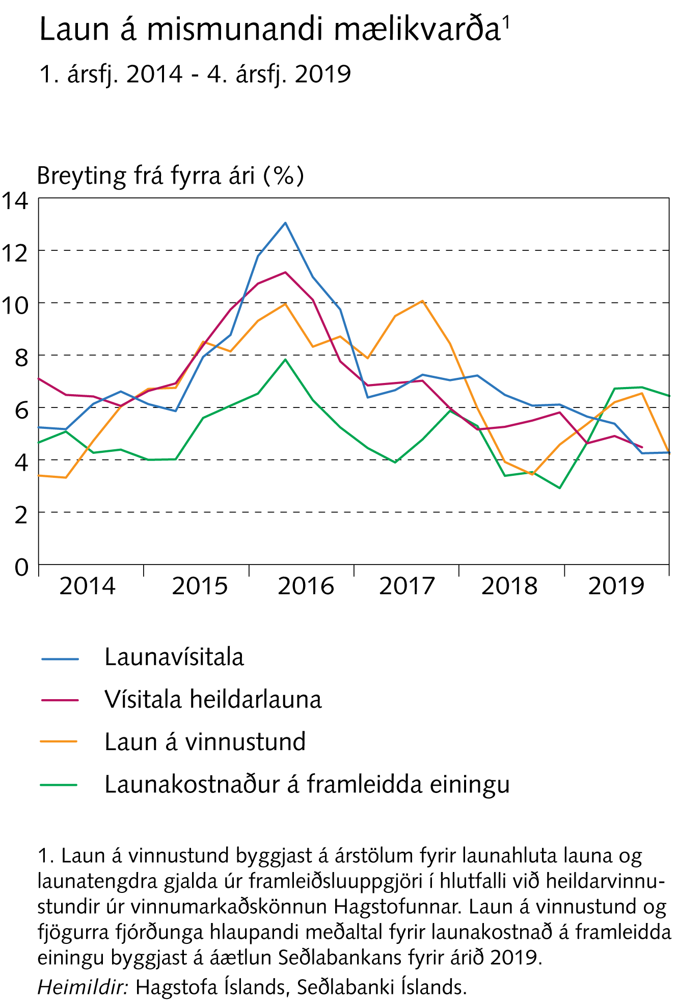 Laun á mismunandi mælikvarða¹
1. ársfj. 2014 - 4. ársfj. 2019
Breyting frá fyrra ári (%)
14
12
10
8
6
4
2
0
2014 2015 2016 2017 2018 2019
Launavísitala
Vísitala heildarlauna
Laun á vinnustund
Launakostnaður á framleidda einingu
1. Laun á vinnustund byggjast á árstölum fyrir launahluta launa og
launatengdra gjalda úr framleiðsluuppgjöri í hlutfalli við heildarvinnu-
stundir úr vinnumarkaðskönnun Hagstofunnar. Laun á vinnustund og
fjögurra fjórðunga hlaupandi meðaltal fyrir launakostnað á framleidda
einingu byggjast á áætlun Seðlabankans fyrir árið 2019.
Heimildir: Hagstofa Íslands, Seðlabanki Íslands.